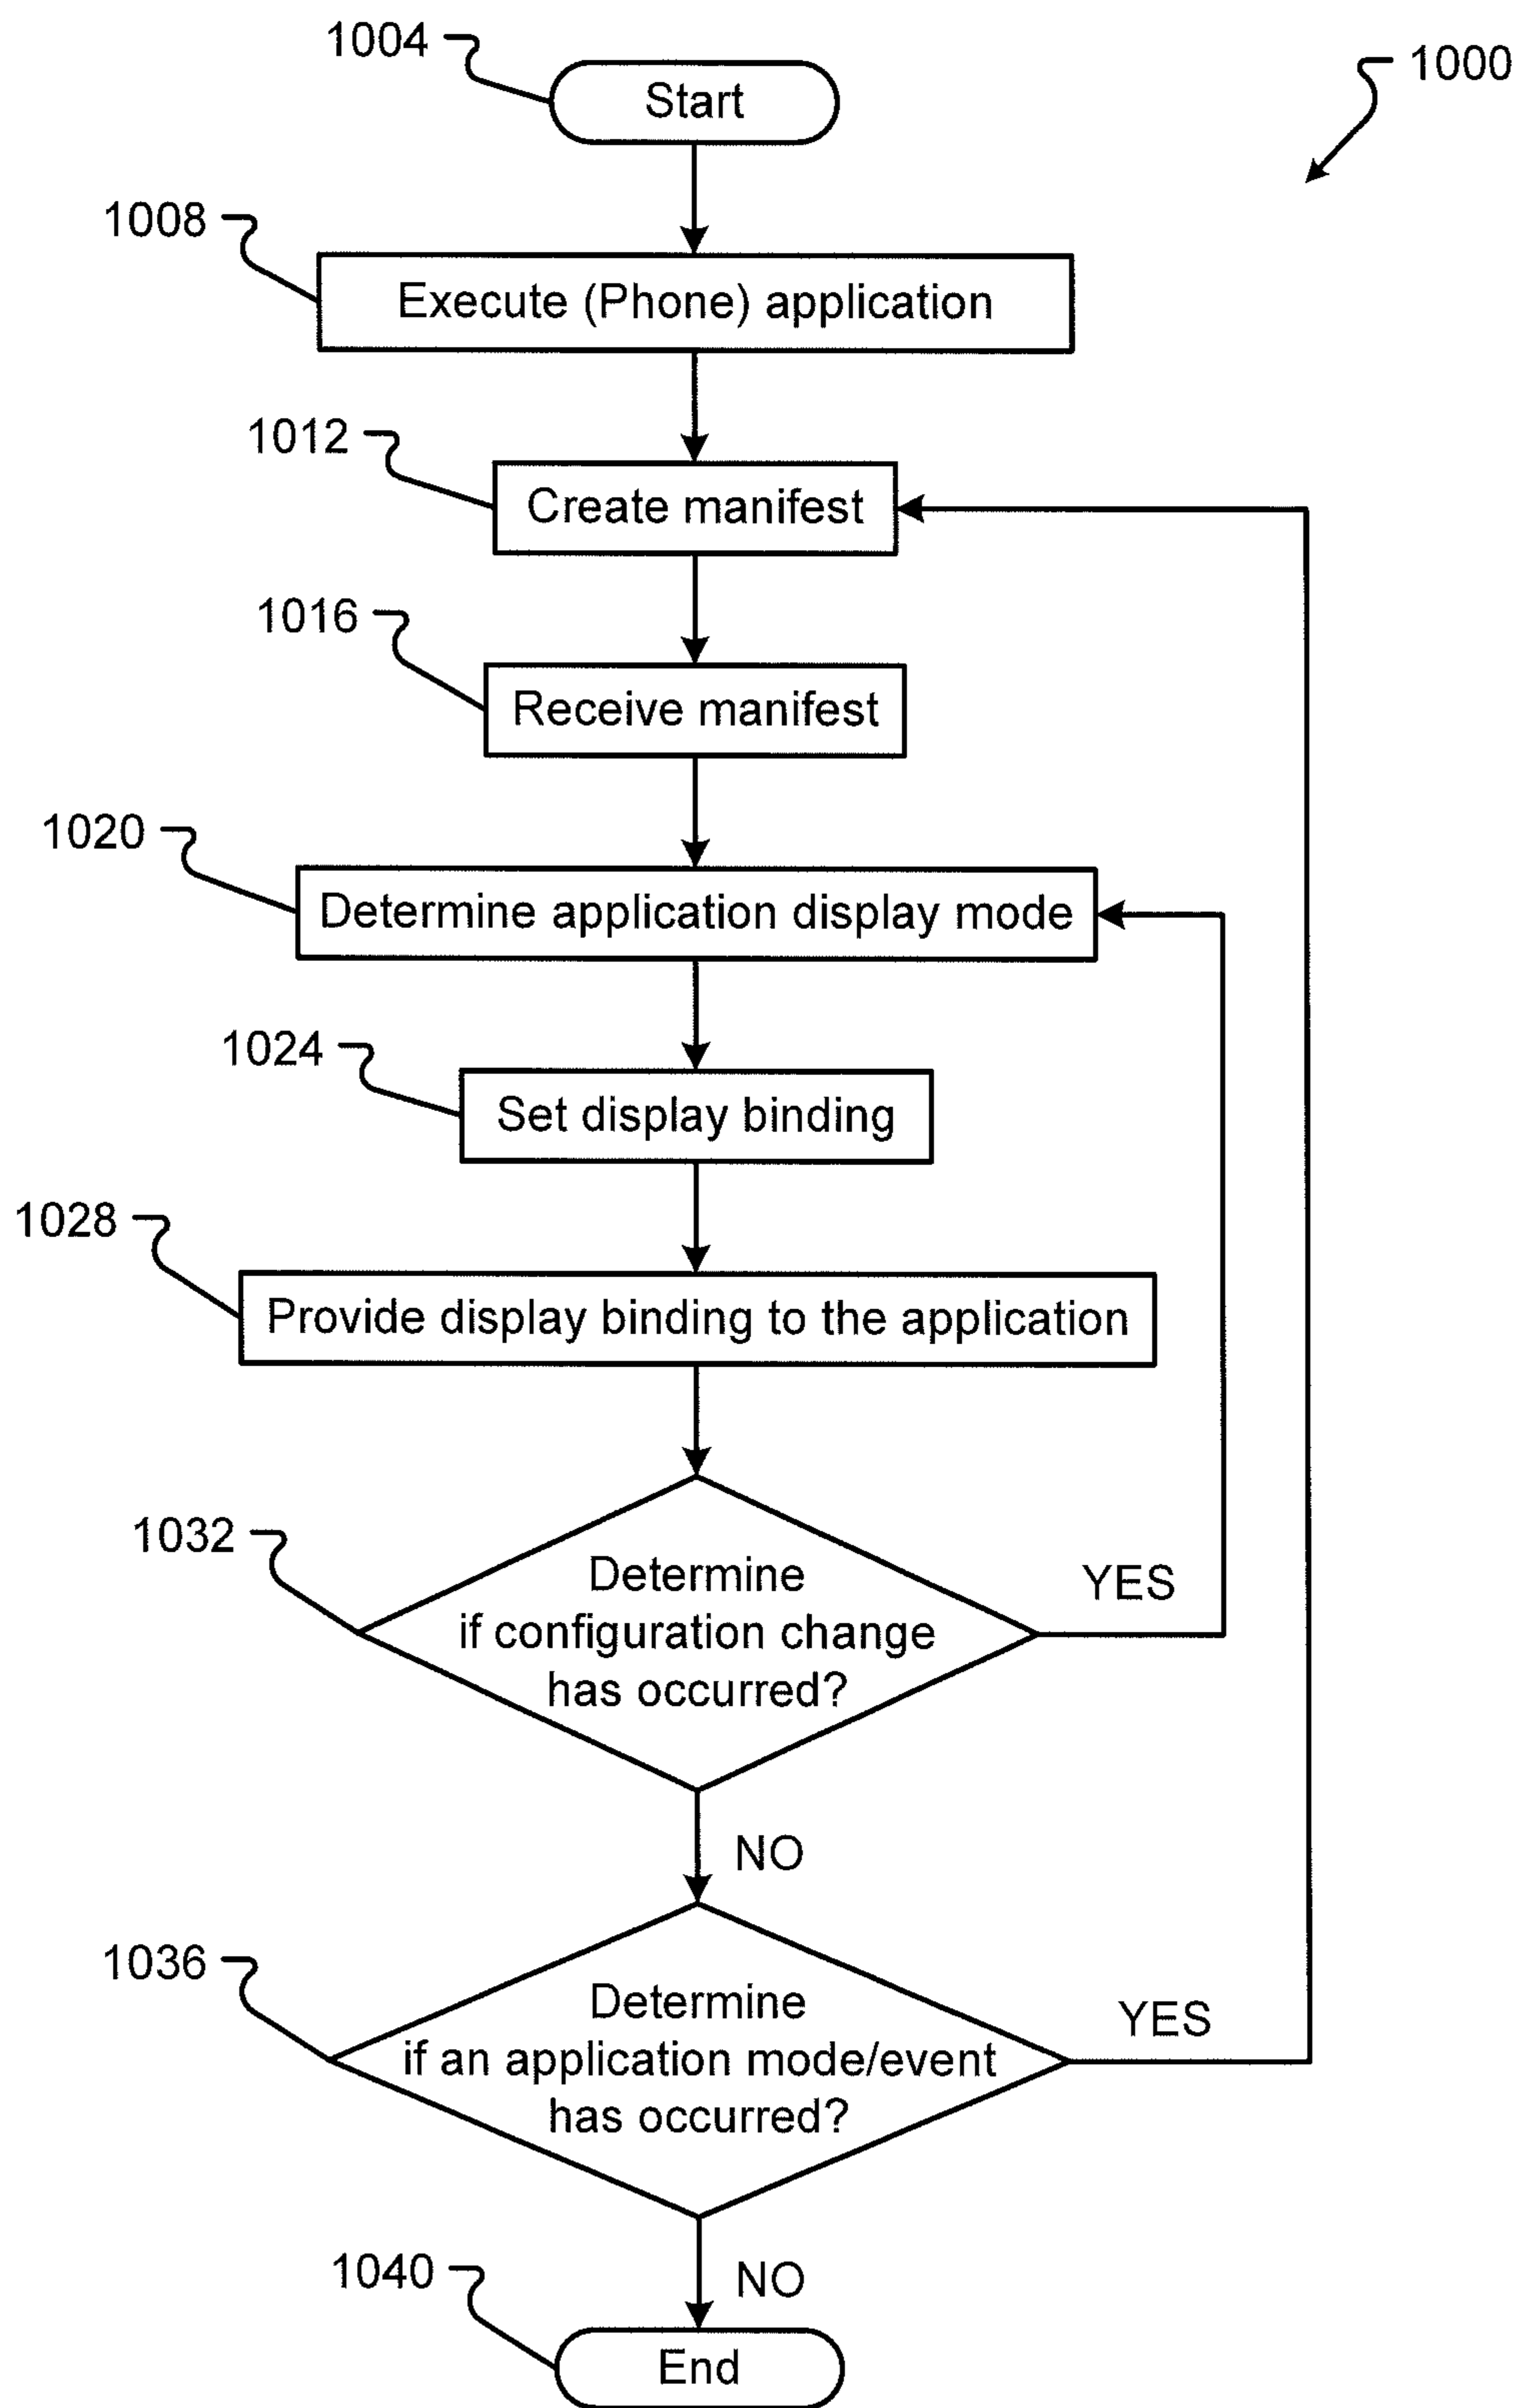 1004
Start
1000
1008
Execute (Phone) application
1012
Create manifest
1016
Receive manifest
1020
Determine application display mode
1024
Set display binding
1028
Provide display binding to the application
1032
Determine
if configuration change
has occurred?
YES
NO
1036
Determine
if an application mode/event
has occurred?
YES
NO
1040
End